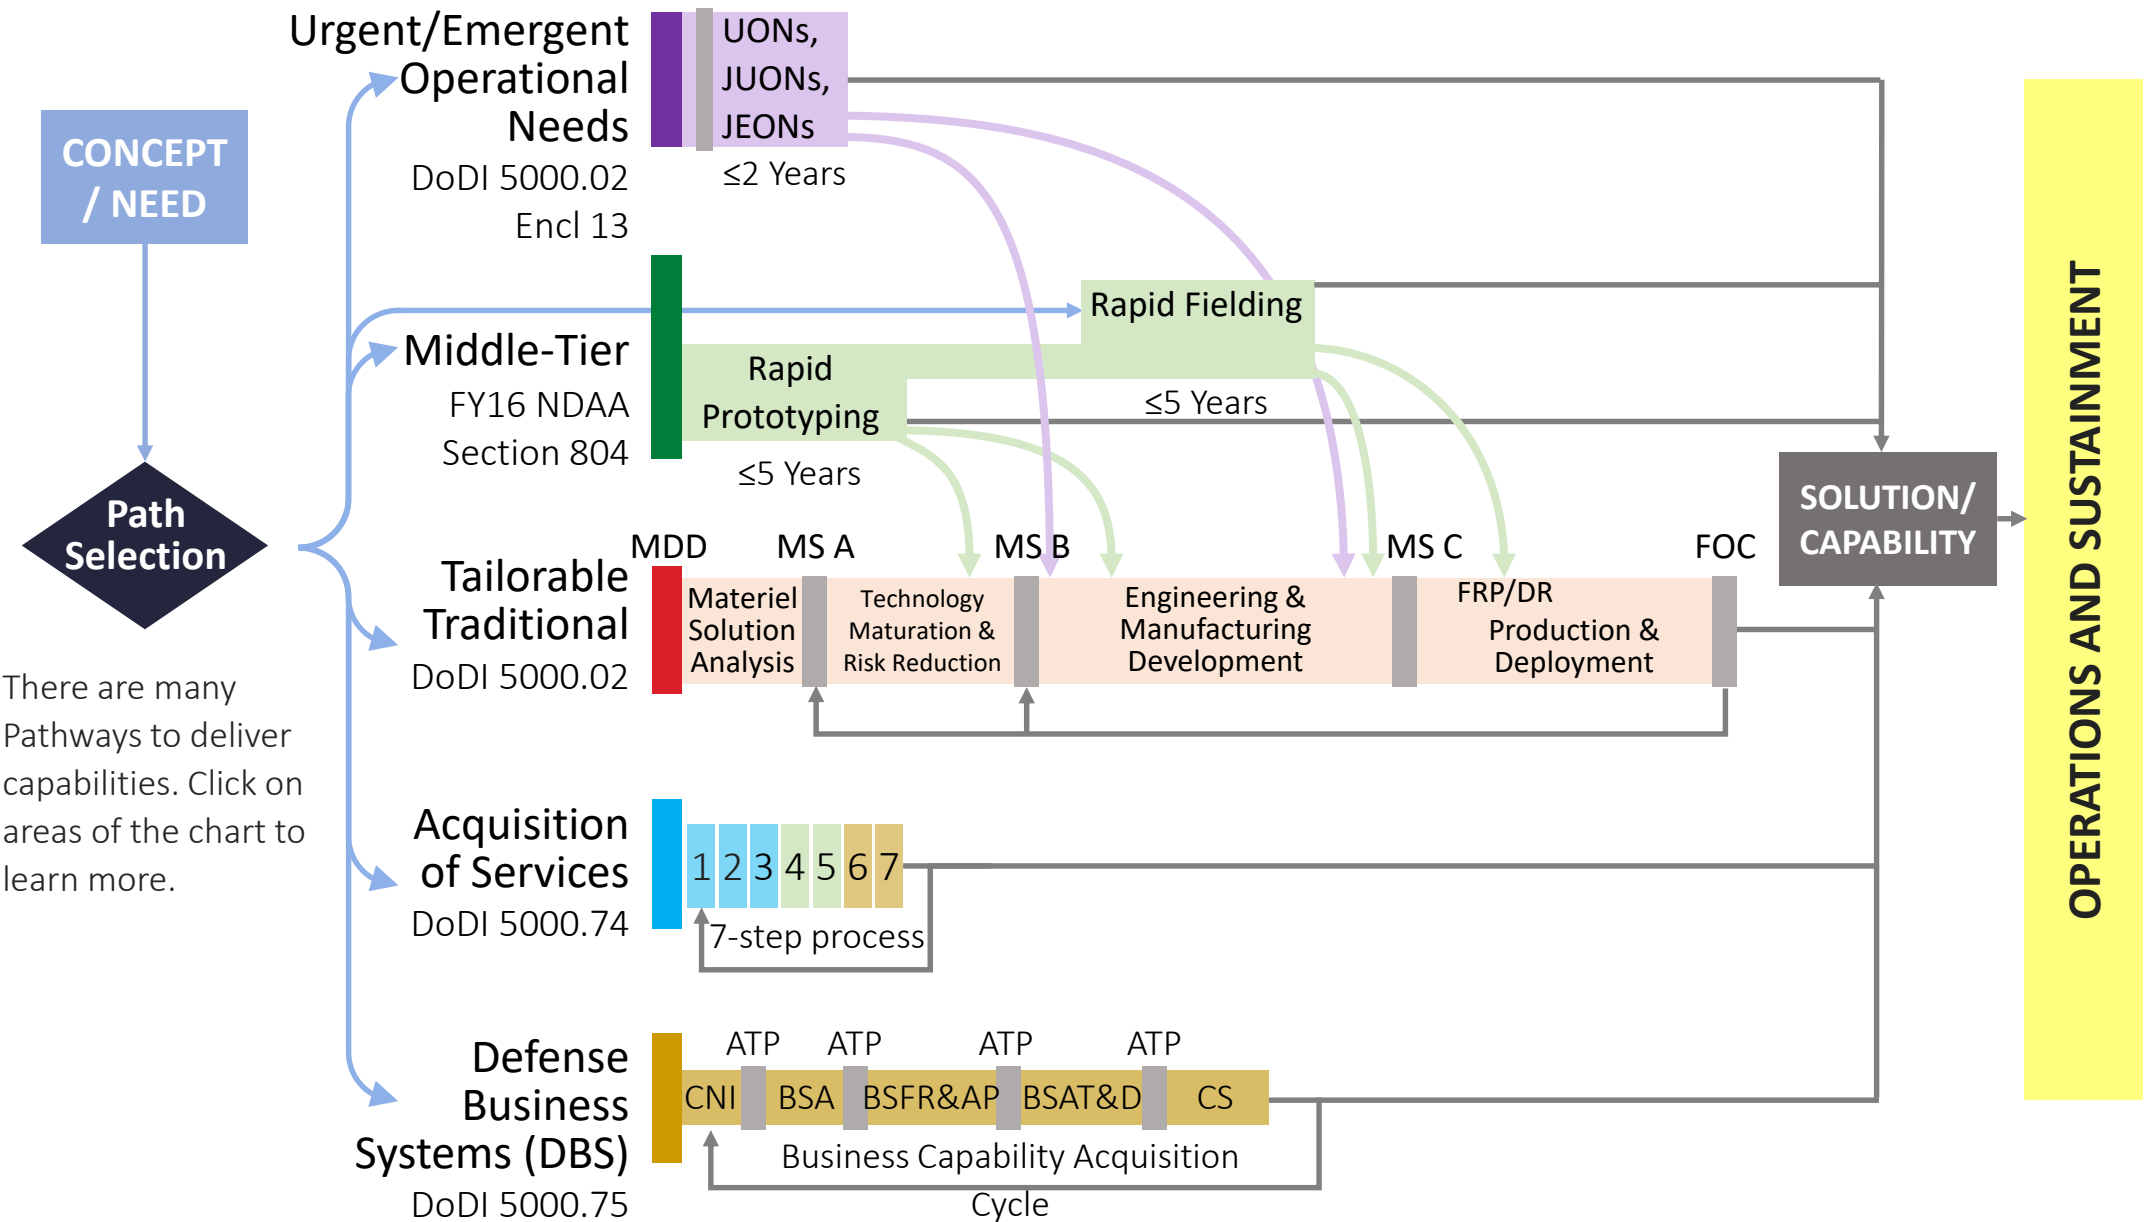 CONCEPT
/ NEED
Path
Selection
There are many
Pathways to deliver
capabilities. Click on
areas of the chart to
learn more.
Urgent/Emergent
Operational
Needs
DoDI 5000.02
Encl 13
UONs,
JUONs,
JEONs
≤2 Years
Middle-Tier
FY16 NDAA
Section 804
Rapid
Prototyping
≤5 Years
Rapid Fielding
≤5 Years
Tailorable
Traditional
DoDI 5000.02
MDD
MS A
MS B
MS C
FOC
Materiel
Solution
Analysis
Technology
Maturation &
Risk Reduction
Engineering &
Manufacturing
Development
FRP/DR
Production &
Deployment
Acquisition
of Services
DoDI 5000.74
1 2 3 4 5 6 7
7-step process
Defense
Business
Systems (DBS)
DoDI 5000.75
ATP ATP ATP ATP
CNI BSA BSFR&AP BSAT&D CS
Business Capability Acquisition
Cycle
SOLUTION/
CAPABILITY
OPERATIONS AND SUSTAINMENT